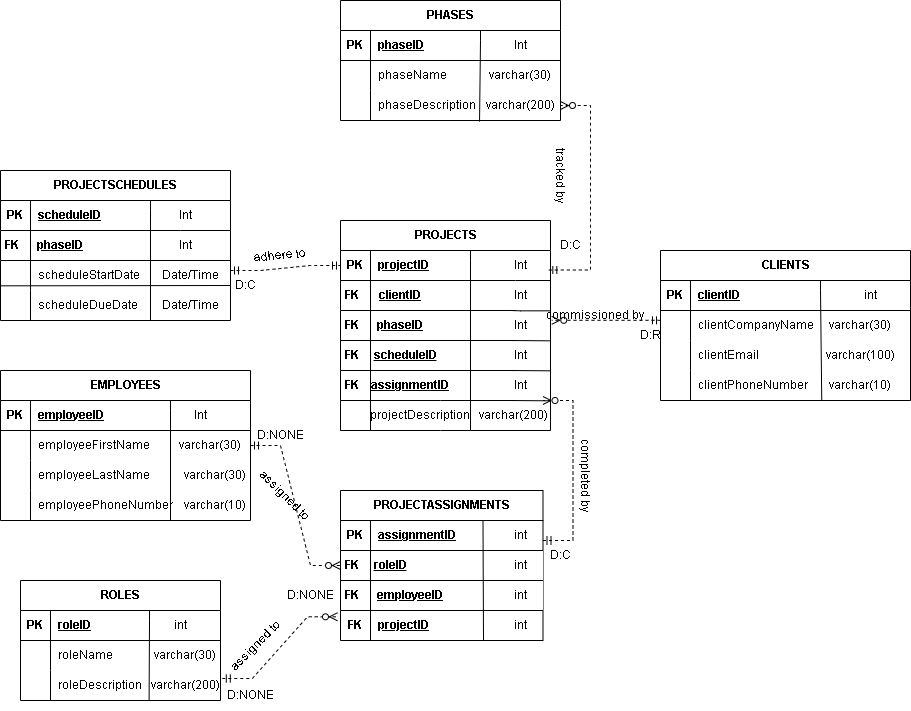 PHASES
PK phaseID Int
phaseName varchar(30)
phaseDescription varchar(200)
tracked by
D:C
PROJECTSCHEDULES
PK scheduleID Int
FK phaseID Int
scheduleStartDate Date/Time
scheduleDueDate Date/Time
adhere to
D:C
PROJECTS
PK projectID Int
FK clientID Int
FK phaseID Int
FK scheduleID Int
FK assignmentID Int
projectDescription varchar(200)
commissioned by
D:R
CLIENTS
PK clientID int
clientCompanyName varchar(30)
clientEmail varchar(100)
clientPhoneNumber varchar(10)
EMPLOYEES
PK employeeID Int
employeeFirstName varchar(30)
employeeLastName varchar(30)
employeePhoneNumber varchar(10)
D:NONE
assigned to
completed by
D:C
PROJECTASSIGNMENTS
PK assignmentID int
FK roleID int
FK employeeID int
FK projectID int
D:NONE
ROLES
PK roleID int
roleName varchar(30)
roleDescription varchar(200)
assigned to
D:NONE